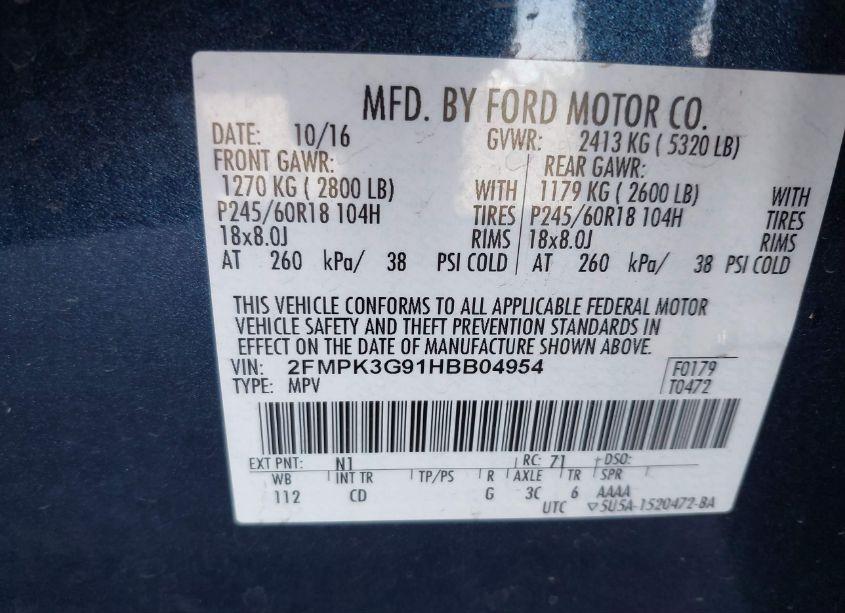 MFD. BY FORD MOTOR CO.
DATE: 10/16 GVWR: 2413 KG ( 5320 LB)
FRONT GAWR: REAR GAWR:
1270 KG ( 2800 LB) WITH 1179 KG ( 2600 LB) WITH
P245/60R18 104H TIRES P245/60R18 104H TIRES
18x8.0J RIMS 18x8.0J RIMS
AT 260 kPa/ 38 PSI COLD AT 260 kPa/ 38 PSI COLD
THIS VEHICLE CONFORMS TO ALL APPLICABLE FEDERAL MOTOR
VEHICLE SAFETY AND THEFT PREVENTION STANDARDS IN
EFFECT ON THE DATE OF MANUFACTURE SHOWN ABOVE.
VIN: 2FMPK3G91HBB04954 F0179
TYPE: MPV T0472
EXT PNT: N1 RC: 71 DSO:
WB INT TR TP/PS R AXLE TR SPR
112 CD G 3C 6 AAAA
UTC ▽5U5A-1520472-BA